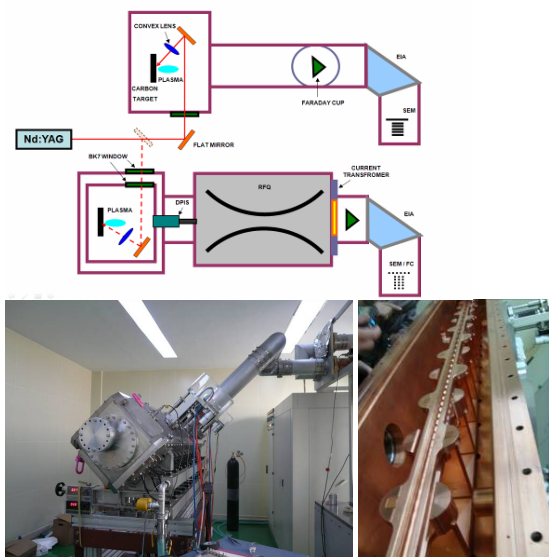 CONVEX LENS
PLASMA
CARBON
TARGET
EIA
FARADAY CUP
SEM
Nd:YAG
FLAT MIRROR
BK7 WINDOW
CURRENT
TRANSFROMER
RFQ
DPIS
PLASMA
EIA
SEM / FC